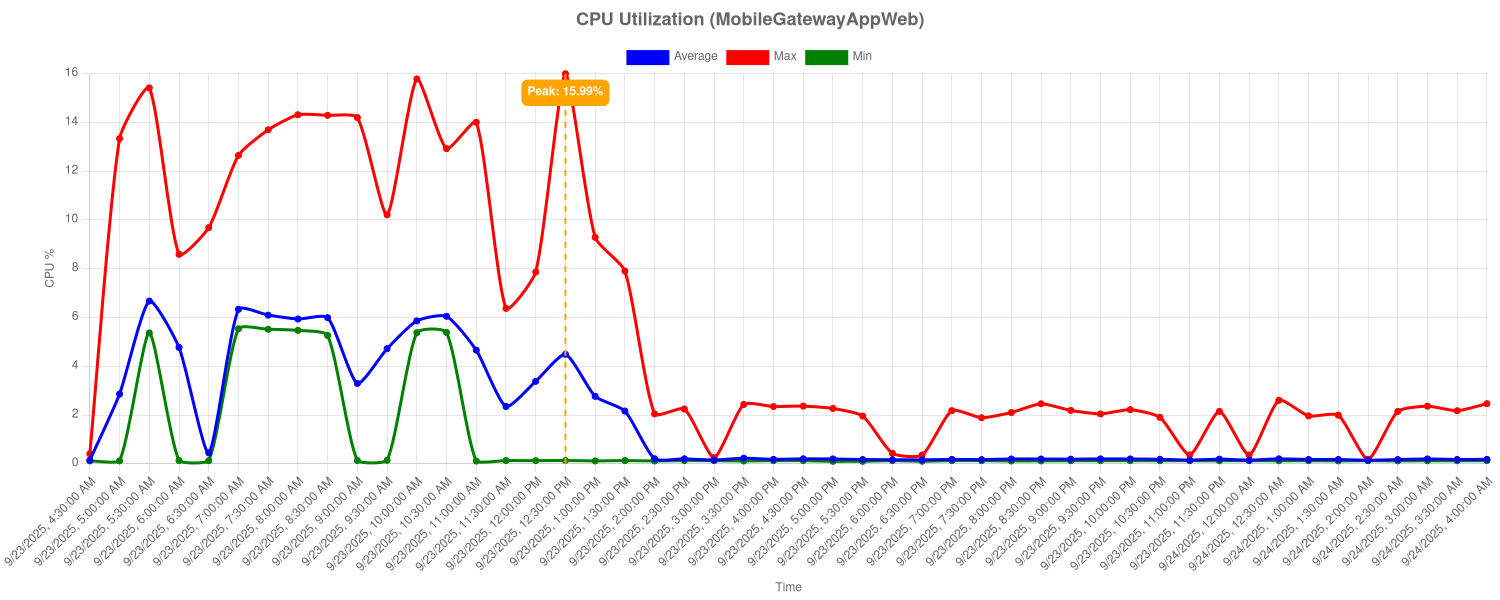 CPU Utilization (MobileGatewayAppWeb)
Average Max Min
16
Peak: 15.99%
14
12
10
8
6
4
2
0
CPU %
9/23/2025, 4:30:00 AM
9/23/2025, 5:00:00 AM
9/23/2025, 5:30:00 AM
9/23/2025, 6:00:00 AM
9/23/2025, 6:30:00 AM
9/23/2025, 7:00:00 AM
9/23/2025, 7:30:00 AM
9/23/2025, 8:00:00 AM
9/23/2025, 8:30:00 AM
9/23/2025, 9:00:00 AM
9/23/2025, 9:30:00 AM
9/23/2025, 10:00:00 AM
9/23/2025, 10:30:00 AM
9/23/2025, 11:00:00 AM
9/23/2025, 11:30:00 AM
9/23/2025, 12:00:00 PM
9/23/2025, 12:30:00 PM
9/23/2025, 1:00:00 PM
9/23/2025, 1:30:00 PM
9/23/2025, 2:00:00 PM
9/23/2025, 2:30:00 PM
9/23/2025, 3:00:00 PM
9/23/2025, 3:30:00 PM
9/23/2025, 4:00:00 PM
9/23/2025, 4:30:00 PM
9/23/2025, 5:00:00 PM
9/23/2025, 5:30:00 PM
9/23/2025, 6:00:00 PM
9/23/2025, 6:30:00 PM
9/23/2025, 7:00:00 PM
9/23/2025, 7:30:00 PM
9/23/2025, 8:00:00 PM
9/23/2025, 8:30:00 PM
9/23/2025, 9:00:00 PM
9/23/2025, 9:30:00 PM
9/23/2025, 10:00:00 PM
9/23/2025, 10:30:00 PM
9/23/2025, 11:00:00 PM
9/23/2025, 11:30:00 PM
9/24/2025, 12:00:00 AM
9/24/2025, 12:30:00 AM
9/24/2025, 1:00:00 AM
9/24/2025, 1:30:00 AM
9/24/2025, 2:00:00 AM
9/24/2025, 2:30:00 AM
9/24/2025, 3:00:00 AM
9/24/2025, 3:30:00 AM
9/24/2025, 4:00:00 AM
Time